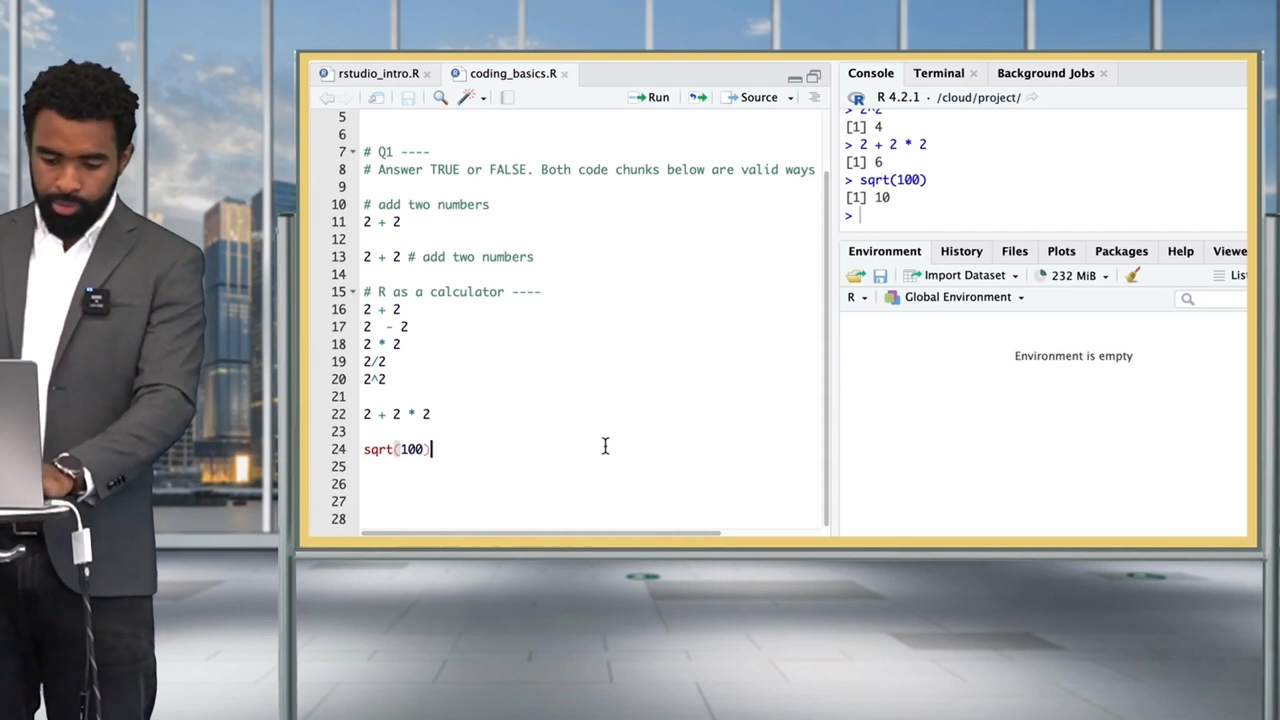 rstudio_intro.R
coding_basics.R
Run
Source
5
6
7 # Q1 ----
8 # Answer TRUE or FALSE. Both code chunks below are valid ways
9
10 # add two numbers
11 2 + 2
12
13 2 + 2 # add two numbers
14
15 # R as a calculator ----
16 2 + 2
17 2  - 2
18 2 * 2
19 2/2
20 2^2
21
22 2 + 2 * 2
23
24 sqrt(100)
25
26
27
28
Console Terminal Background Jobs
R 4.2.1 · /cloud/project/
> 2^2
[1] 4
> 2 + 2 * 2
[1] 6
> sqrt(100)
[1] 10
>
Environment History Files Plots Packages Help Viewe
Import Dataset 232 MiB Lis
R Global Environment
Environment is empty